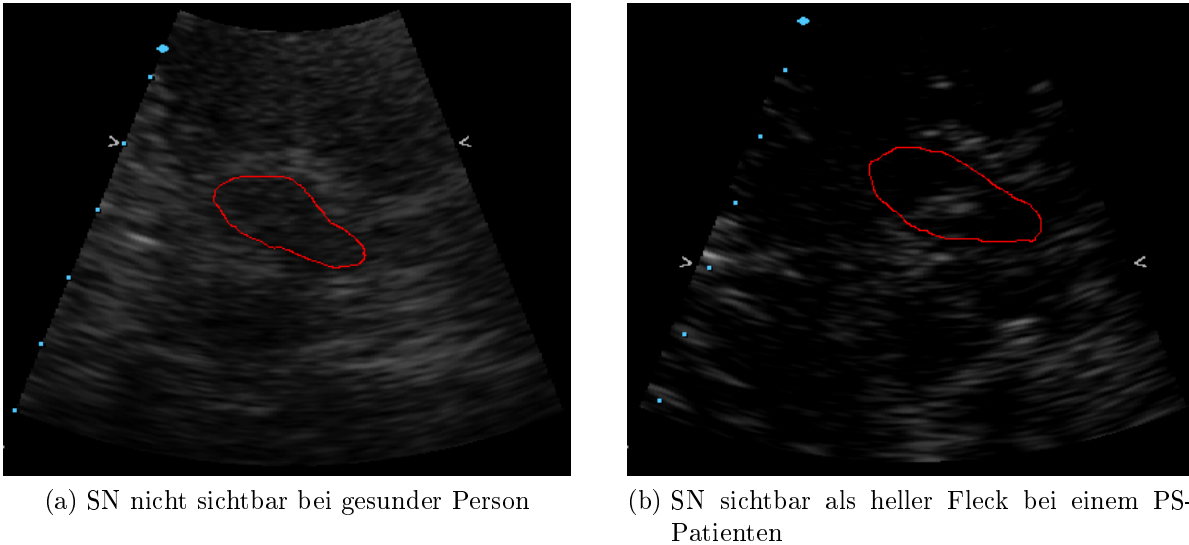 (a) SN nicht sichtbar bei gesunder Person
(b) SN sichtbar als heller Fleck bei einem PS-
Patienten